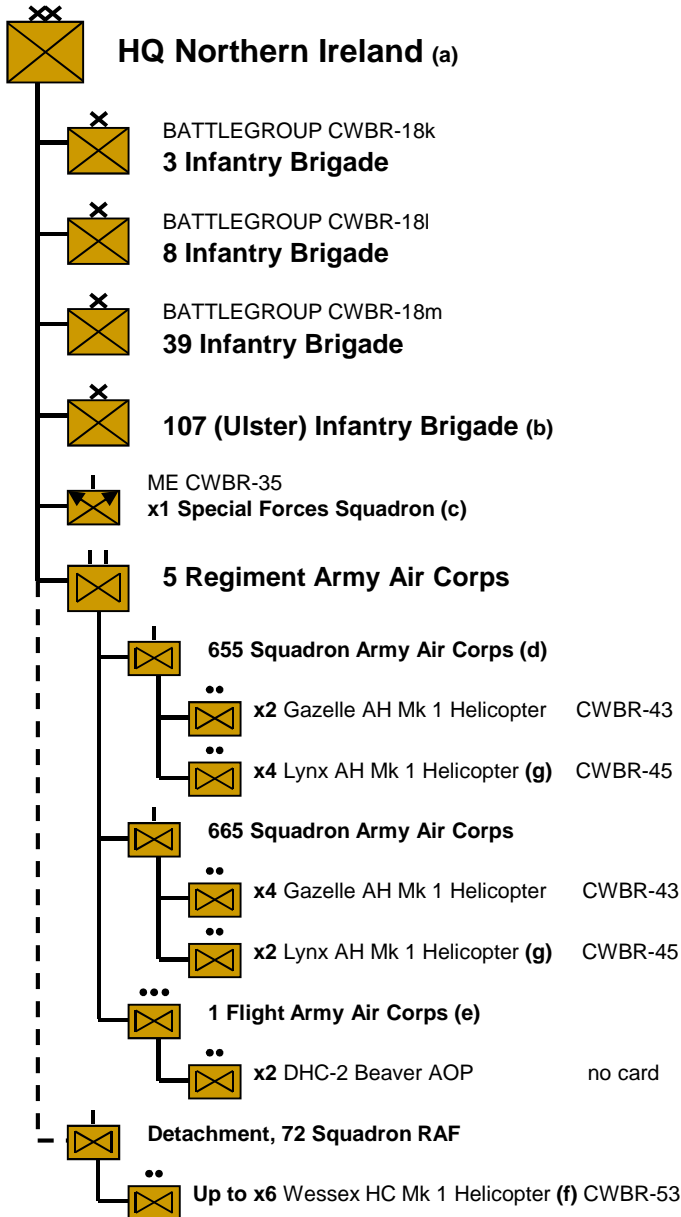 HQ Northern Ireland (a)
BATTLEGROUP CWBR-18k
3 Infantry Brigade
BATTLEGROUP CWBR-18l
8 Infantry Brigade
BATTLEGROUP CWBR-18m
39 Infantry Brigade
107 (Ulster) Infantry Brigade (b)
ME CWBR-35
x1 Special Forces Squadron (c)
5 Regiment Army Air Corps
655 Squadron Army Air Corps (d)
x2 Gazelle AH Mk 1 Helicopter CWBR-43
x4 Lynx AH Mk 1 Helicopter (g) CWBR-45
665 Squadron Army Air Corps
x4 Gazelle AH Mk 1 Helicopter CWBR-43
x2 Lynx AH Mk 1 Helicopter (g) CWBR-45
1 Flight Army Air Corps (e)
x2 DHC-2 Beaver AOP no card
Detachment, 72 Squadron RAF
Up to x6 Wessex HC Mk 1 Helicopter (f) CWBR-53